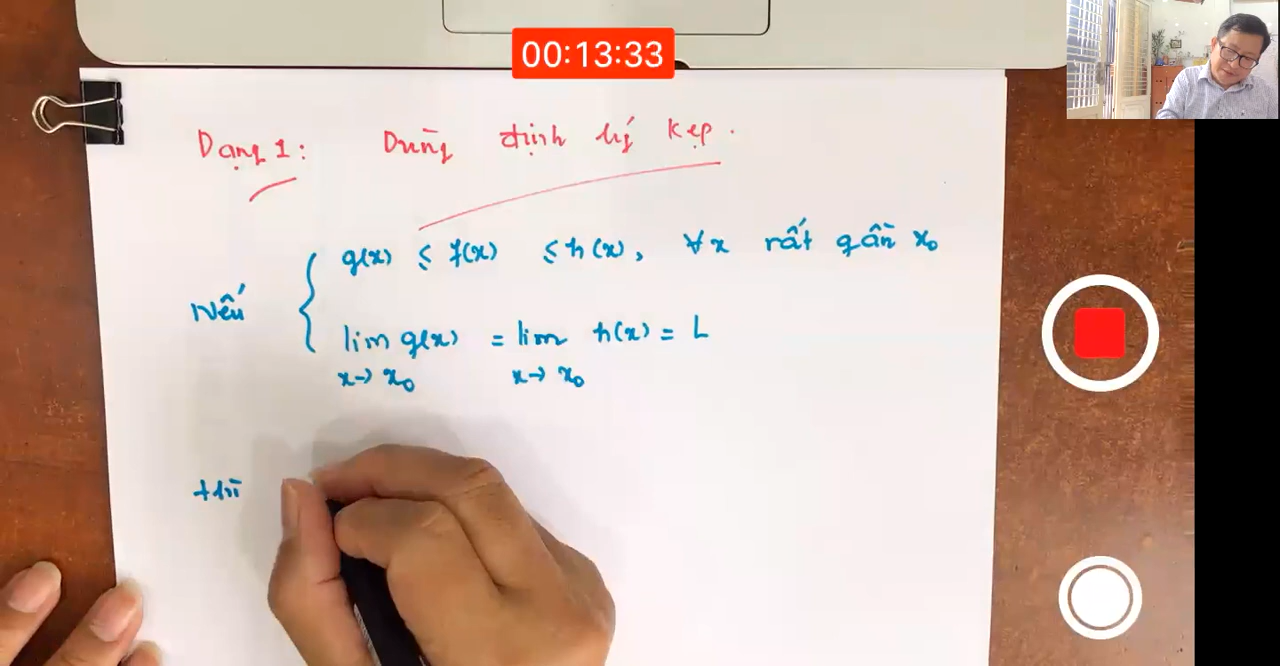 00:13:33
Dạng 1: Dùng định lý kẹp.
Nếu { g(x) ≤ f(x) ≤ h(x), ∀x rất gần x₀
lim g(x) = lim h(x) = L
x→x₀ x→x₀
thì